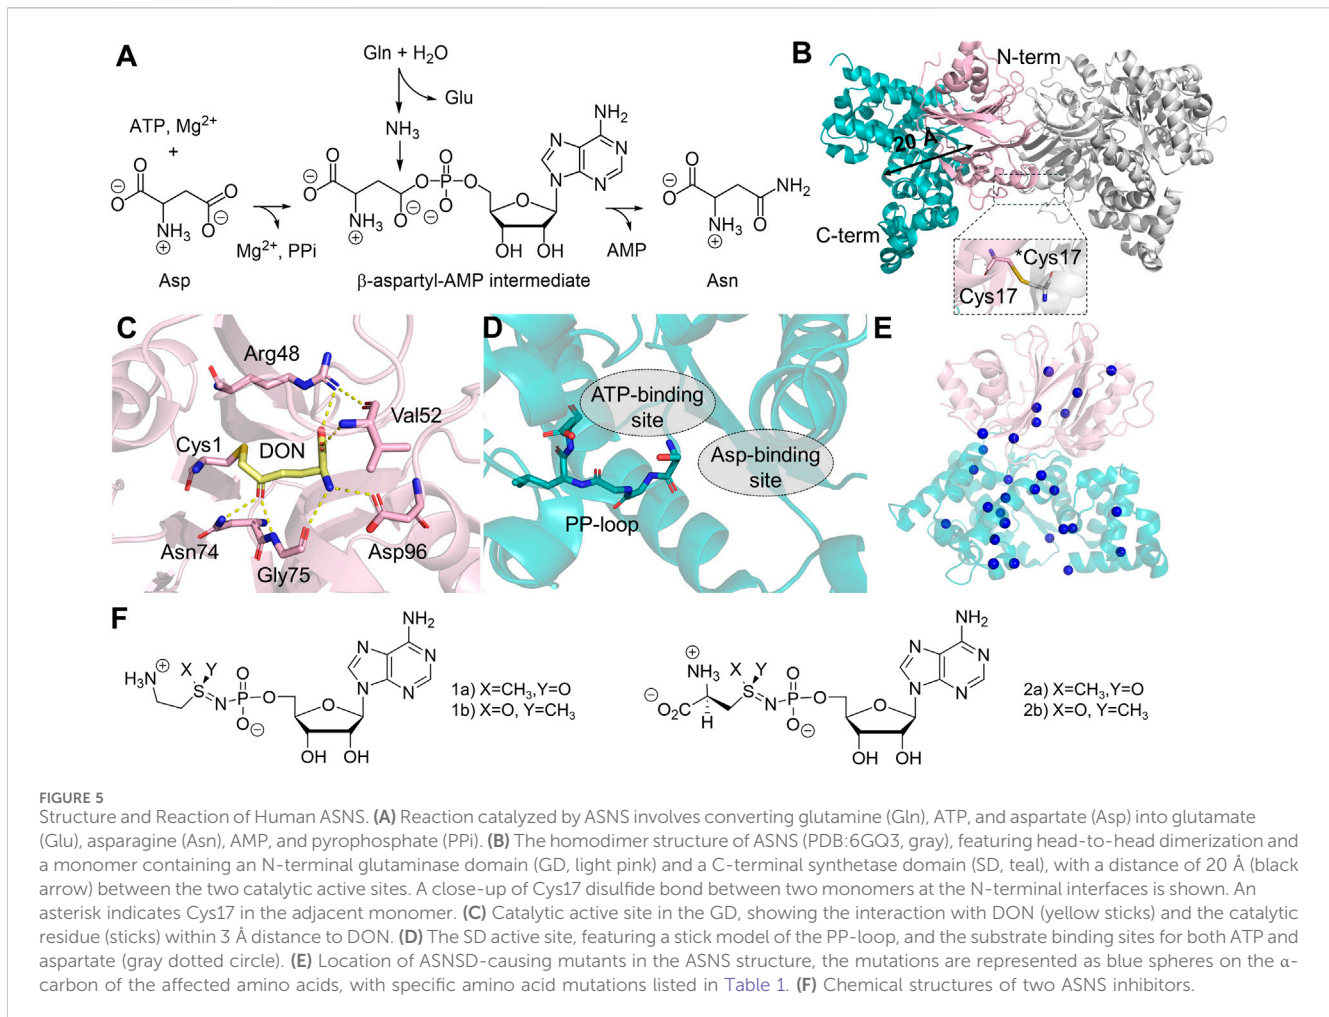 A
Gln + H2O
Glu
NH3
ATP, Mg2+
+
Mg2+, PPi
Asp
⊖ O O O O ⊖ NH3 ⊕
O ⊖ O NH3 ⊕ O O ⊖ O P O ⊖ O O OH OH N N N N NH2
β-aspartyl-AMP intermediate
AMP
⊖ O O NH3 ⊕ O NH2
Asn
B
N-term
20 Å
C-term
*Cys17
Cys17
C
Arg48
Val52
Cys1
DON
Asn74
Gly75
Asp96
D
ATP-binding
site
Asp-binding
site
PP-loop
E
F
H3N ⊕ X Y S N P O O ⊖ O O OH OH N N N N NH2
1a) X=CH3,Y=O
1b) X=O, Y=CH3
⊕ NH3 ⊖ O2C H X Y S N P O O ⊖ O O OH OH N N N N NH2
2a) X=CH3,Y=O
2b) X=O, Y=CH3
FIGURE 5
Structure and Reaction of Human ASNS. (A) Reaction catalyzed by ASNS involves converting glutamine (Gln), ATP, and aspartate (Asp) into glutamate
(Glu), asparagine (Asn), AMP, and pyrophosphate (PPi). (B) The homodimer structure of ASNS (PDB:6GQ3, gray), featuring head-to-head dimerization and
a monomer containing an N-terminal glutaminase domain (GD, light pink) and a C-terminal synthetase domain (SD, teal), with a distance of 20 Å (black
arrow) between the two catalytic active sites. A close-up of Cys17 disulfide bond between two monomers at the N-terminal interfaces is shown. An
asterisk indicates Cys17 in the adjacent monomer. (C) Catalytic active site in the GD, showing the interaction with DON (yellow sticks) and the catalytic
residue (sticks) within 3 Å distance to DON. (D) The SD active site, featuring a stick model of the PP-loop, and the substrate binding sites for both ATP and
aspartate (gray dotted circle). (E) Location of ASNSD-causing mutants in the ASNS structure, the mutations are represented as blue spheres on the α-
carbon of the affected amino acids, with specific amino acid mutations listed in Table 1. (F) Chemical structures of two ASNS inhibitors.